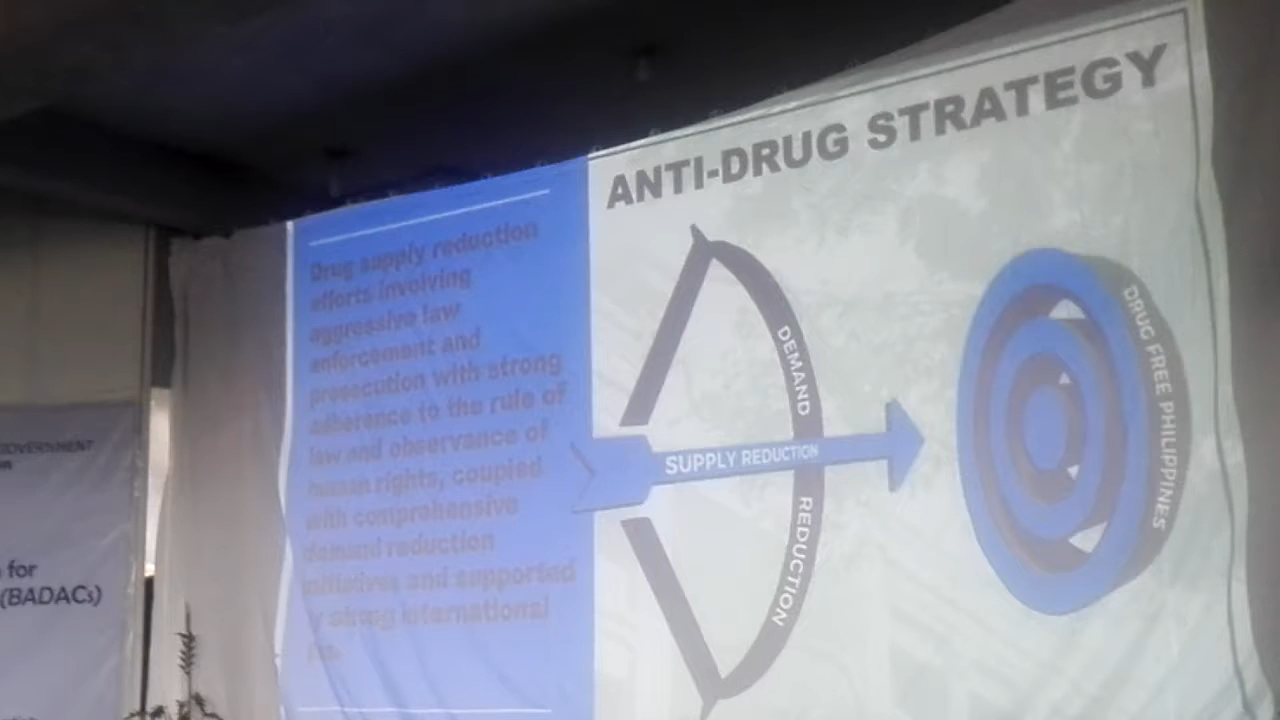 ANTI-DRUG STRATEGY
Drug supply reduction
efforts involving
aggressive law
enforcement and
prosecution with strong
adherence to the rule of
law and observance of
human rights, coupled
with comprehensive
demand reduction
initiatives and supported
strong international
DEMAND
SUPPLY REDUCTION
REDUCTION
DRUG FREE PHILIPPINES
GOVERNMENT
for
(BADACs)